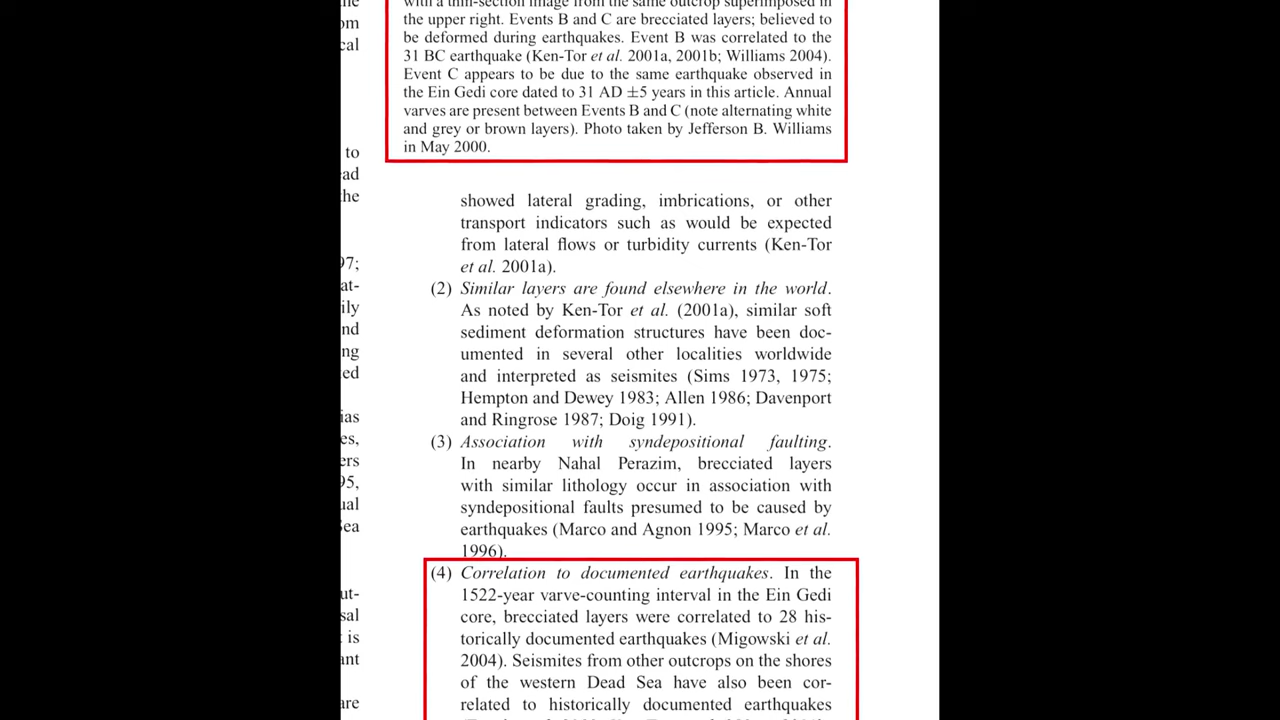 with a thin-section image from the same outcrop superimposed in
the upper right. Events B and C are brecciated layers; believed to
be deformed during earthquakes. Event B was correlated to the
31 BC earthquake (Ken-Tor et al. 2001a, 2001b; Williams 2004).
Event C appears to be due to the same earthquake observed in
the Ein Gedi core dated to 31 AD ±5 years in this article. Annual
varves are present between Events B and C (note alternating white
and grey or brown layers). Photo taken by Jefferson B. Williams
in May 2000.
showed lateral grading, imbrications, or other
transport indicators such as would be expected
from lateral flows or turbidity currents (Ken-Tor
et al. 2001a).
(2) Similar layers are found elsewhere in the world.
As noted by Ken-Tor et al. (2001a), similar soft
sediment deformation structures have been doc-
umented in several other localities worldwide
and interpreted as seismites (Sims 1973, 1975;
Hempton and Dewey 1983; Allen 1986; Davenport
and Ringrose 1987; Doig 1991).
(3) Association with syndepositional faulting.
In nearby Nahal Perazim, brecciated layers
with similar lithology occur in association with
syndepositional faults presumed to be caused by
earthquakes (Marco and Agnon 1995; Marco et al.
1996).
(4) Correlation to documented earthquakes. In the
1522-year varve-counting interval in the Ein Gedi
core, brecciated layers were correlated to 28 his-
torically documented earthquakes (Migowski et al.
2004). Seismites from other outcrops on the shores
of the western Dead Sea have also been cor-
related to historically documented earthquakes